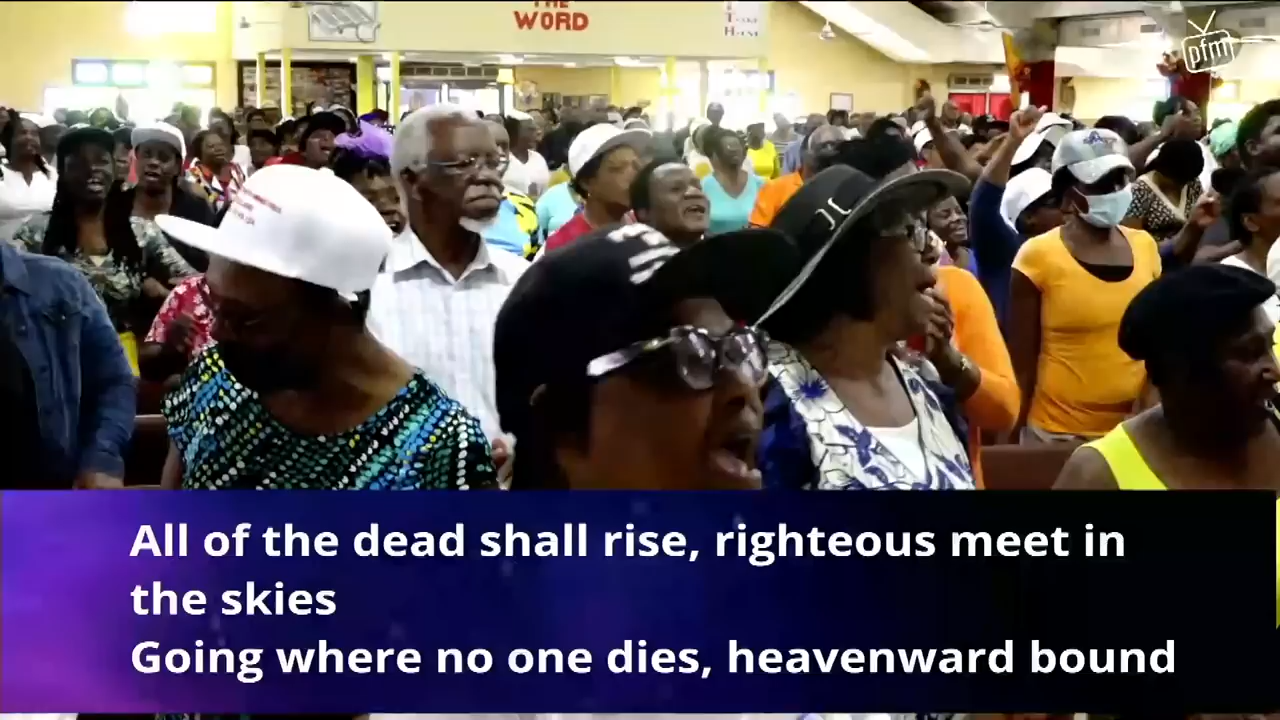 THE
WORD
pfm
All of the dead shall rise, righteous meet in
the skies
Going where no one dies, heavenward bound